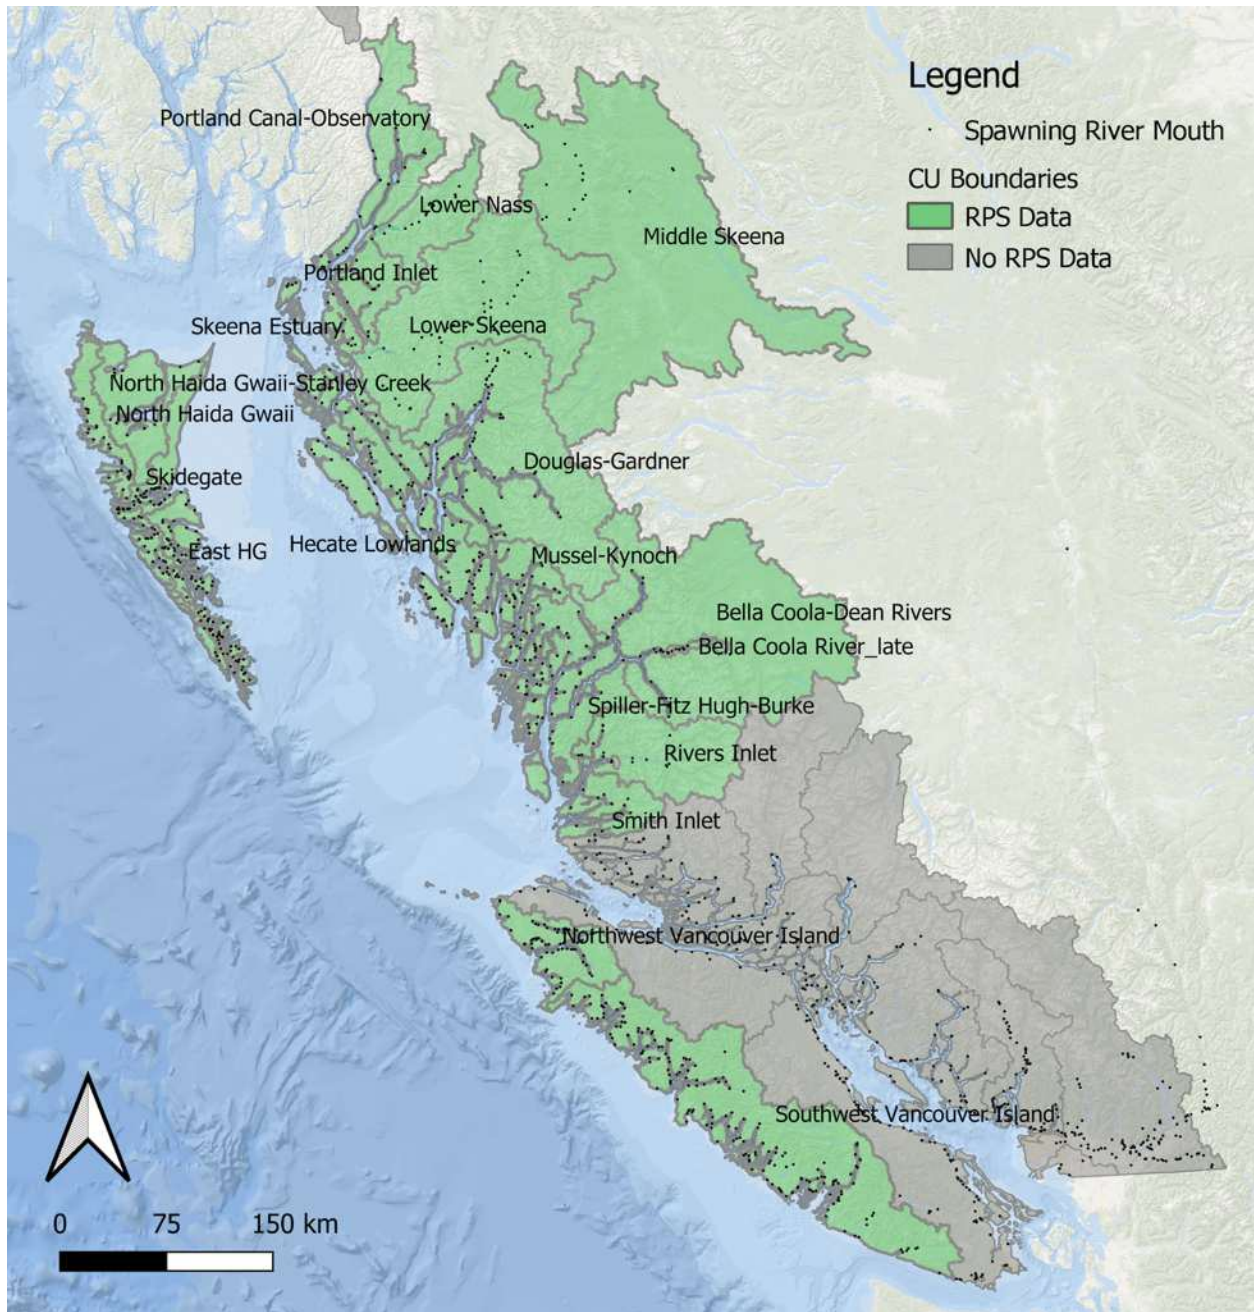 Legend
Spawning River Mouth
CU Boundaries
RPS Data
No RPS Data
Portland Canal-Observatory
Lower Nass
Middle Skeena
Portland Inlet
Skeena Estuary
Lower Skeena
North Haida Gwaii-Stanley Creek
North Haida Gwaii
Skidegate
Douglas-Gardner
East HG
Hecate Lowlands
Mussel-Kynoch
Bella Coola-Dean Rivers
Bella Coola River_late
Spiller-Fitz Hugh-Burke
Rivers Inlet
Smith Inlet
Northwest Vancouver Island
Southwest Vancouver Island
0 75 150 km